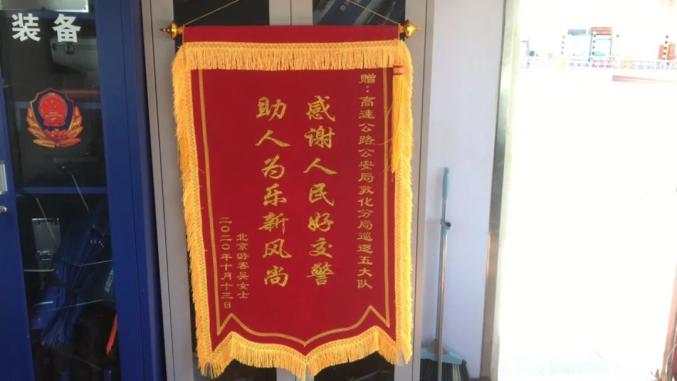 装备
赠：高速公路公安局敦化分局巡逻五大队
感谢人民好交警
助人为乐新风尚
北京游客吴女士
二〇二〇年十月十三日